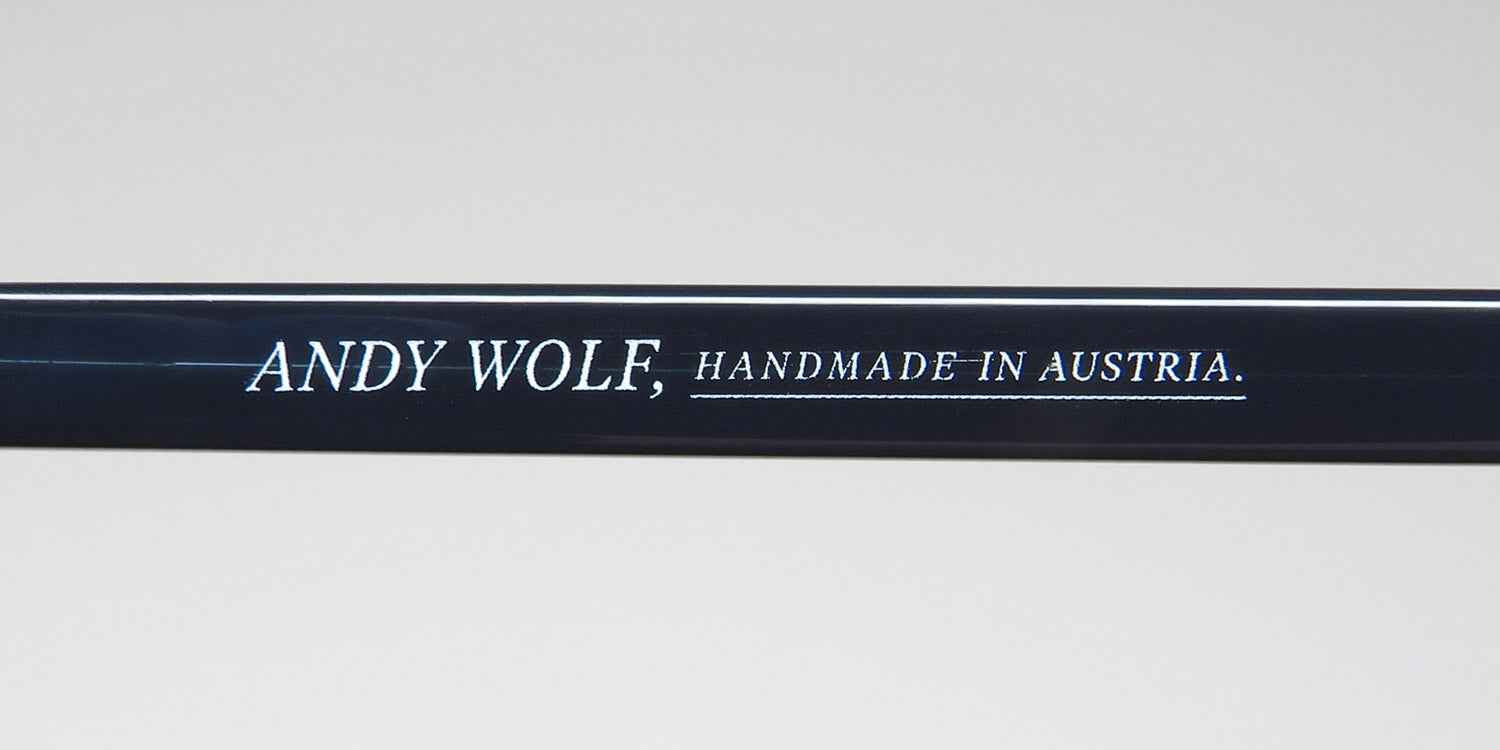 ANDY WOLF, HANDMADE IN AUSTRIA.